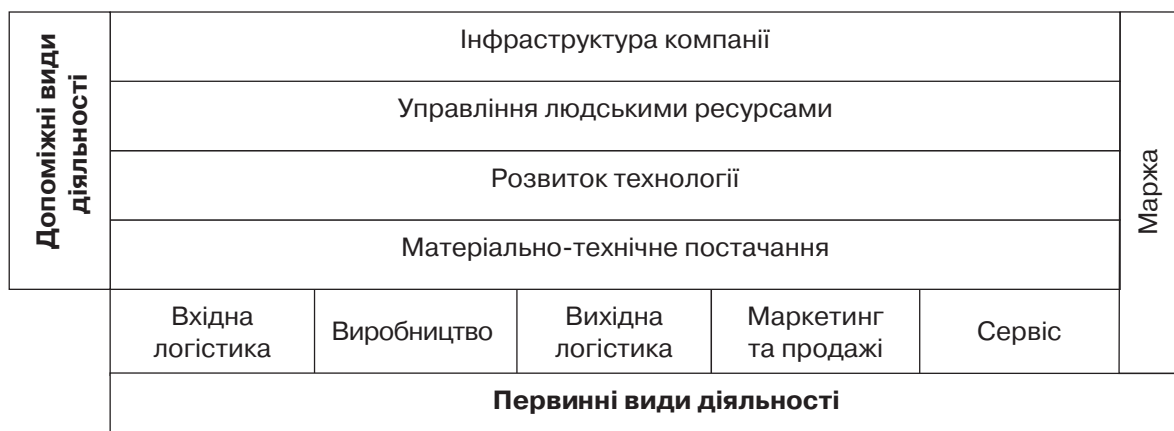 Допоміжні види
діяльності
Інфраструктура компанії
Управління людськими ресурсами
Розвиток технології
Матеріально-технічне постачання
Маржа
Вхідна
логістика
Виробництво
Вихідна
логістика
Маркетинг
та продажі
Сервіс
Первинні види діяльності